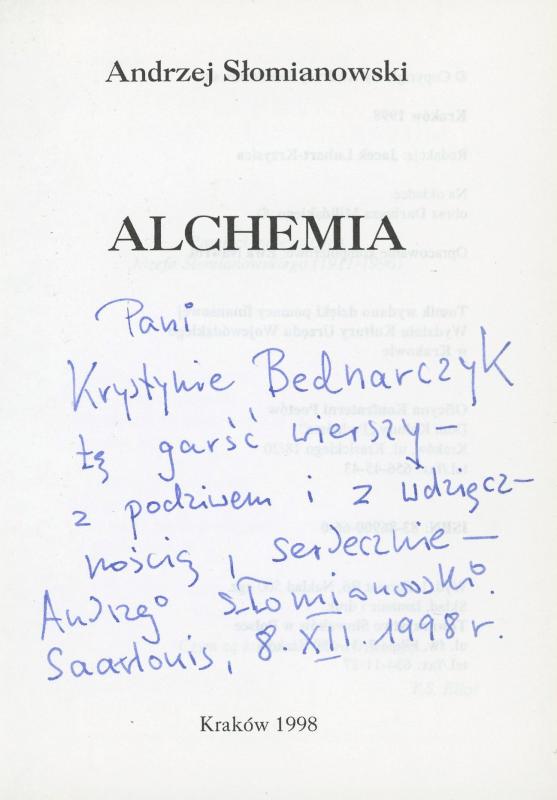 Andrzej Słomianowski
ALCHEMIA
Pani
Krystynie Bednarczyk
tę garść wierszy –
z podziwem i z wdzięcz–
nością, serdecznie –
Andrzej Słomianowski.
Saarlouis, 8. XII. 1998 r.
Kraków 1998